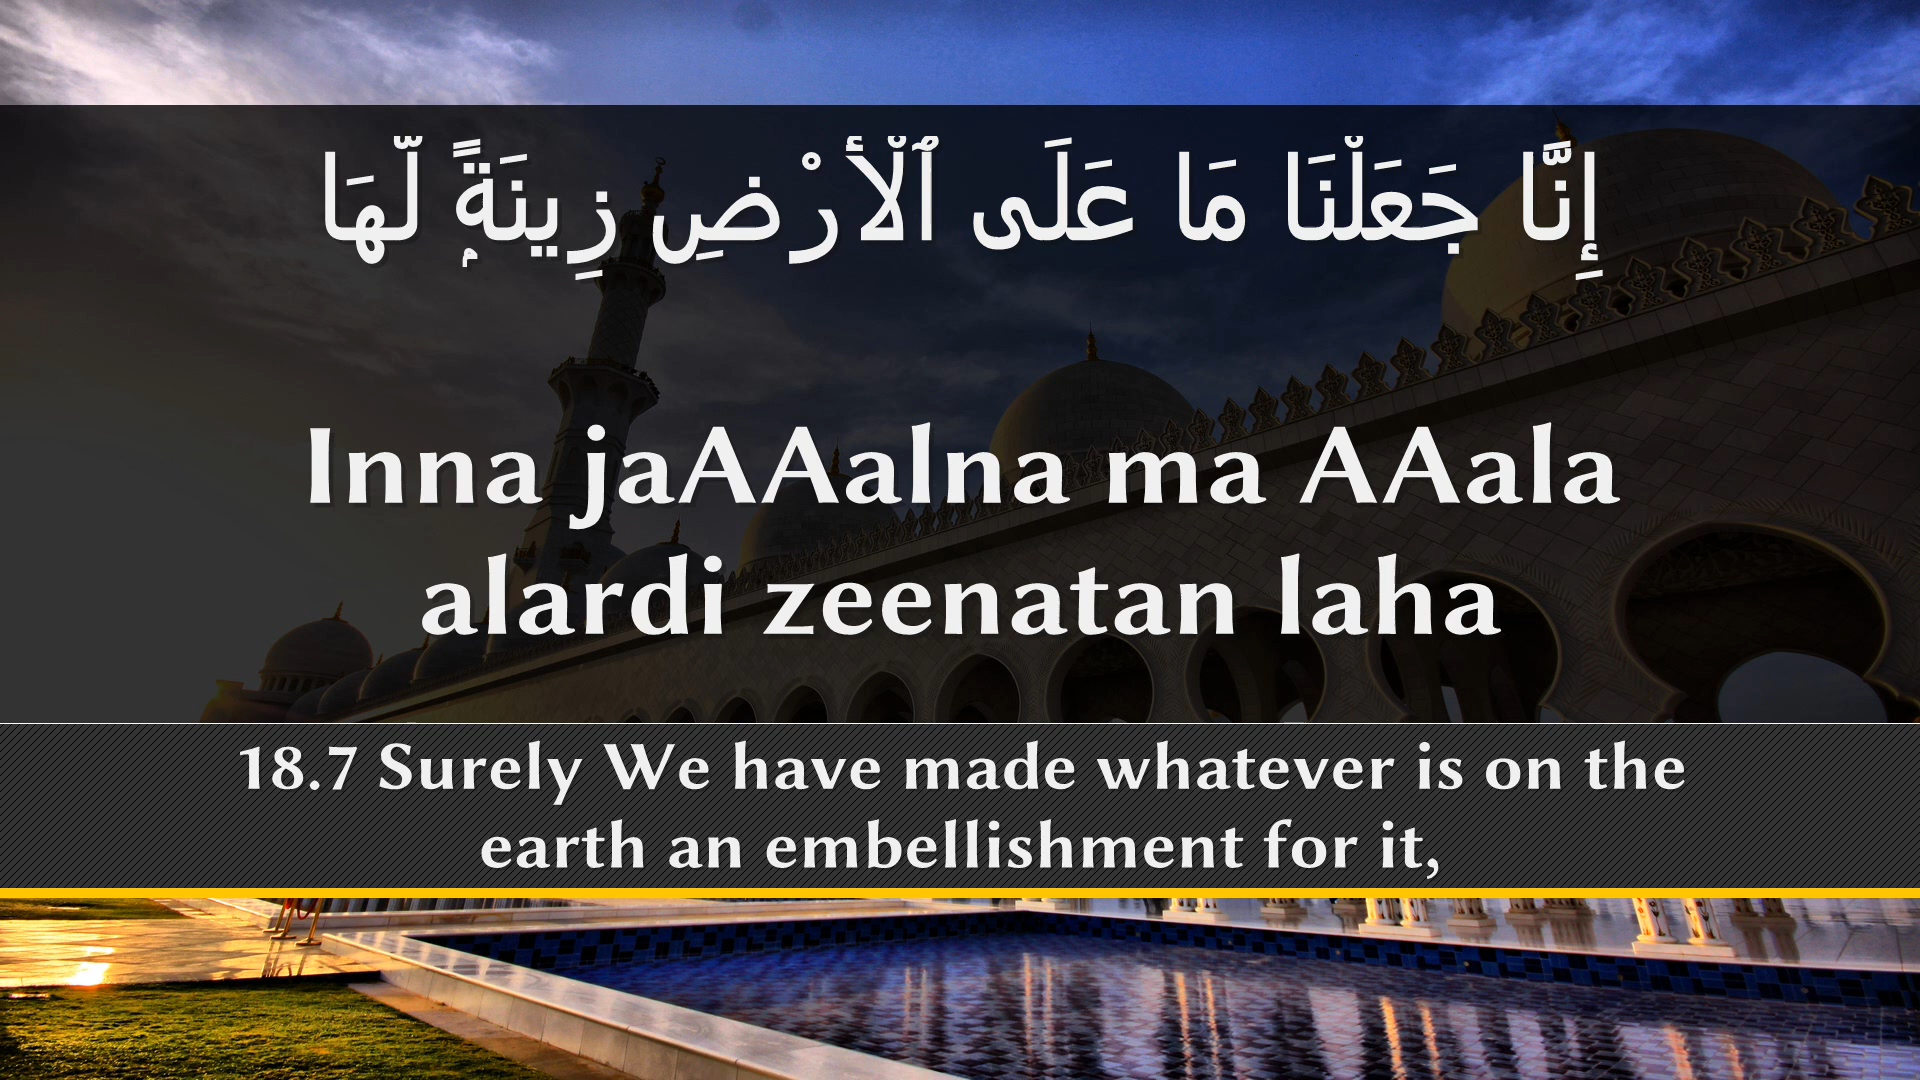 إِنَّا جَعَلْنَا مَا عَلَى ٱلْأَرْضِ زِينَةًۭ لَّهَا
Inna jaAAalna ma AAala
alardi zeenatan laha
18.7 Surely We have made whatever is on the
earth an embellishment for it,